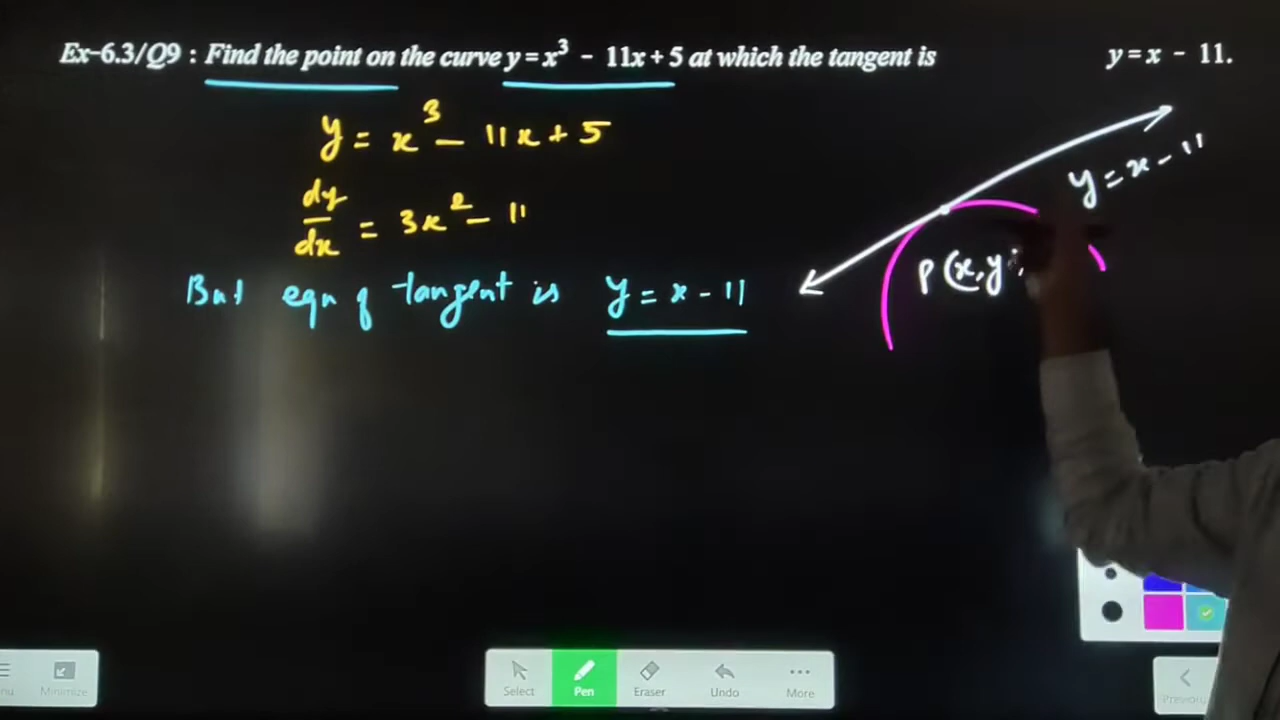 Ex-6.3/Q9 : Find the point on the curve y = x³ - 11x + 5 at which the tangent is y = x - 11.
y = x³ - 11x + 5
dy/dx = 3x² - 11
But eqn of tangent is y = x - 11
y = x - 11
P(x,y
Select
Pen
Eraser
Undo
More
Minimize